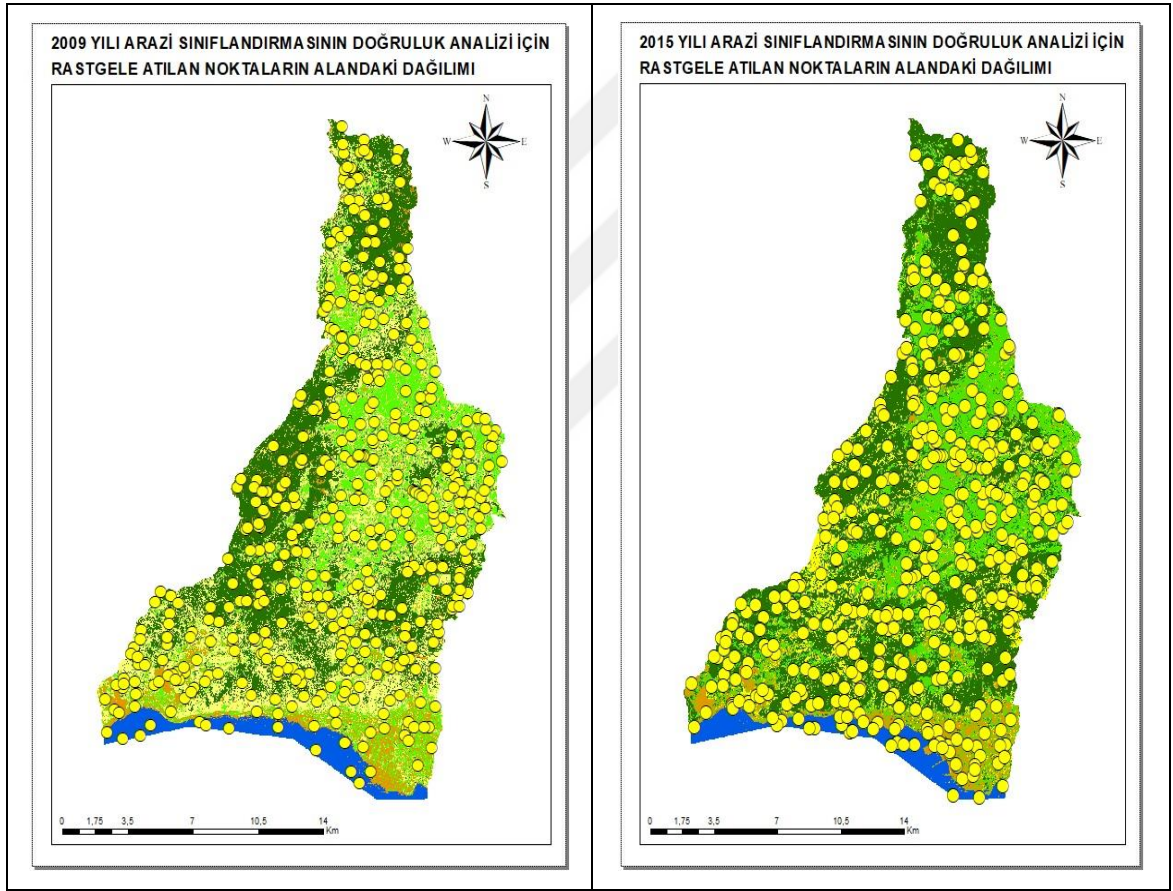 2009 YILI ARAZİ SINIFLANDIRMASININ DOĞRULUK ANALİZİ İÇİN
RASTGELE ATILAN NOKTALARIN ALANDAKİ DAĞILIMI
N
W E
S
0 1,75 3,5 7 10,5 14
Km
2015 YILI ARAZİ SINIFLANDIRMASININ DOĞRULUK ANALİZİ İÇİN
RASTGELE ATILAN NOKTALARIN ALANDAKİ DAĞILIMI
N
W E
S
0 1,75 3,5 7 10,5 14
Km